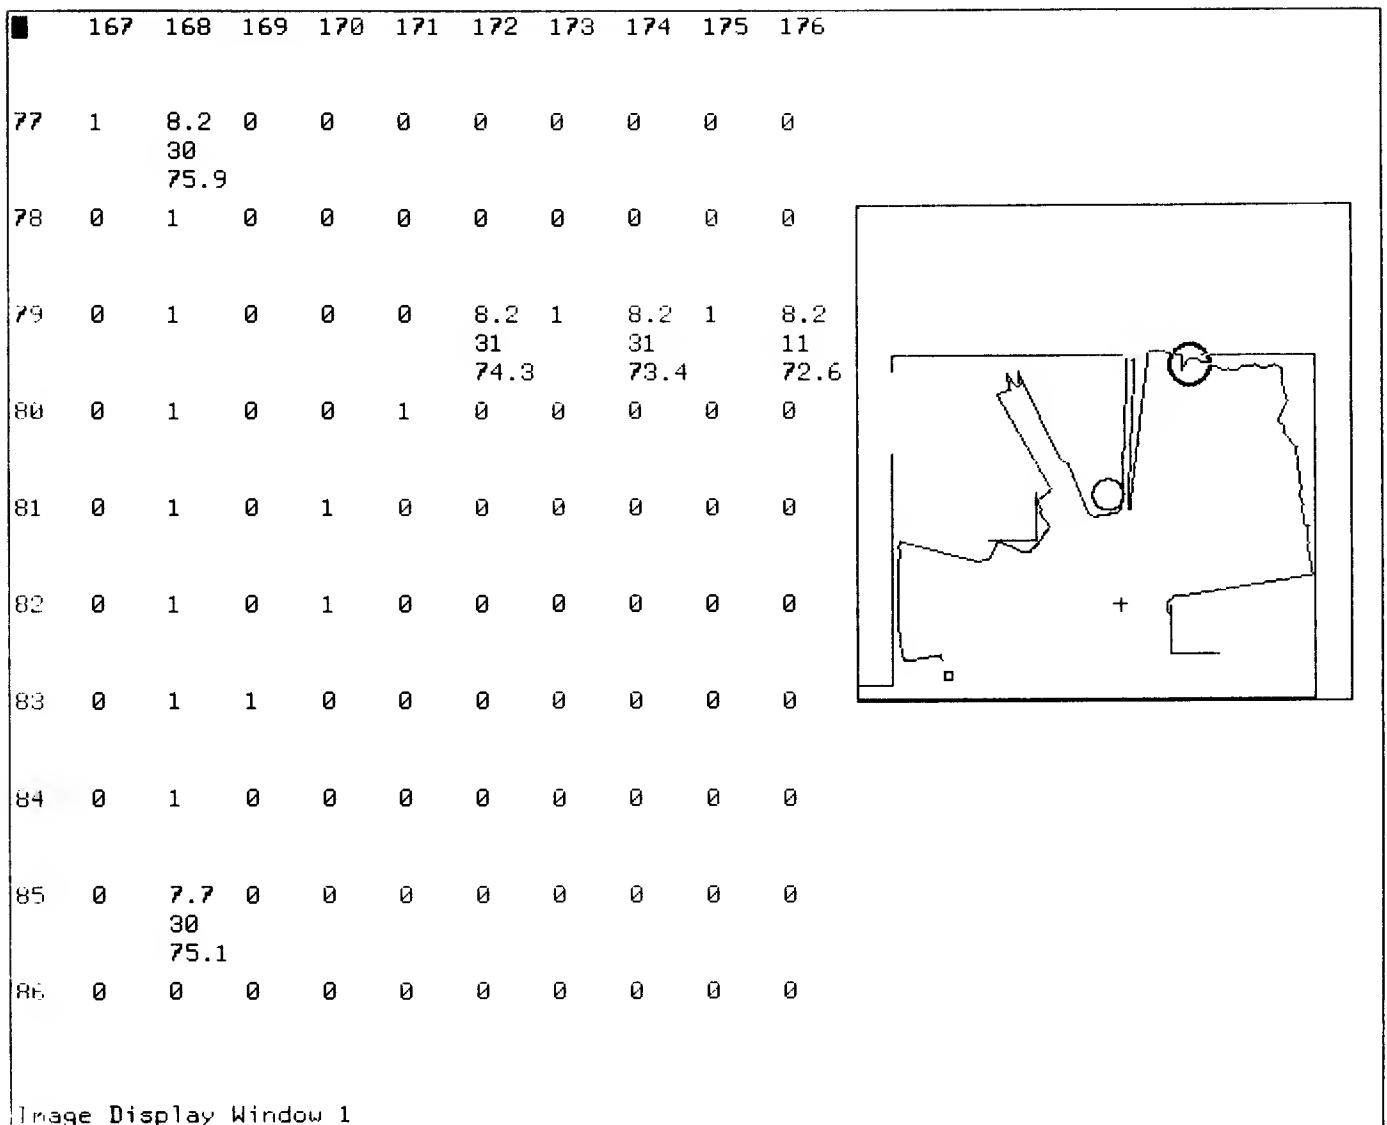 167 168 169 170 171 172 173 174 175 176
77 1 8.2 0 0 0 0 0 0 0 0
30
75.9
78 0 1 0 0 0 0 0 0 0 0
79 0 1 0 0 0 8.2 1 8.2 1 8.2
31 31 11
74.3 73.4 72.6
80 0 1 0 0 1 0 0 0 0 0
81 0 1 0 1 0 0 0 0 0 0
82 0 1 0 1 0 0 0 0 0 0
83 0 1 1 0 0 0 0 0 0 0
84 0 1 0 0 0 0 0 0 0 0
85 0 7.7 0 0 0 0 0 0 0 0
30
75.1
86 0 0 0 0 0 0 0 0 0 0
Image Display Window 1